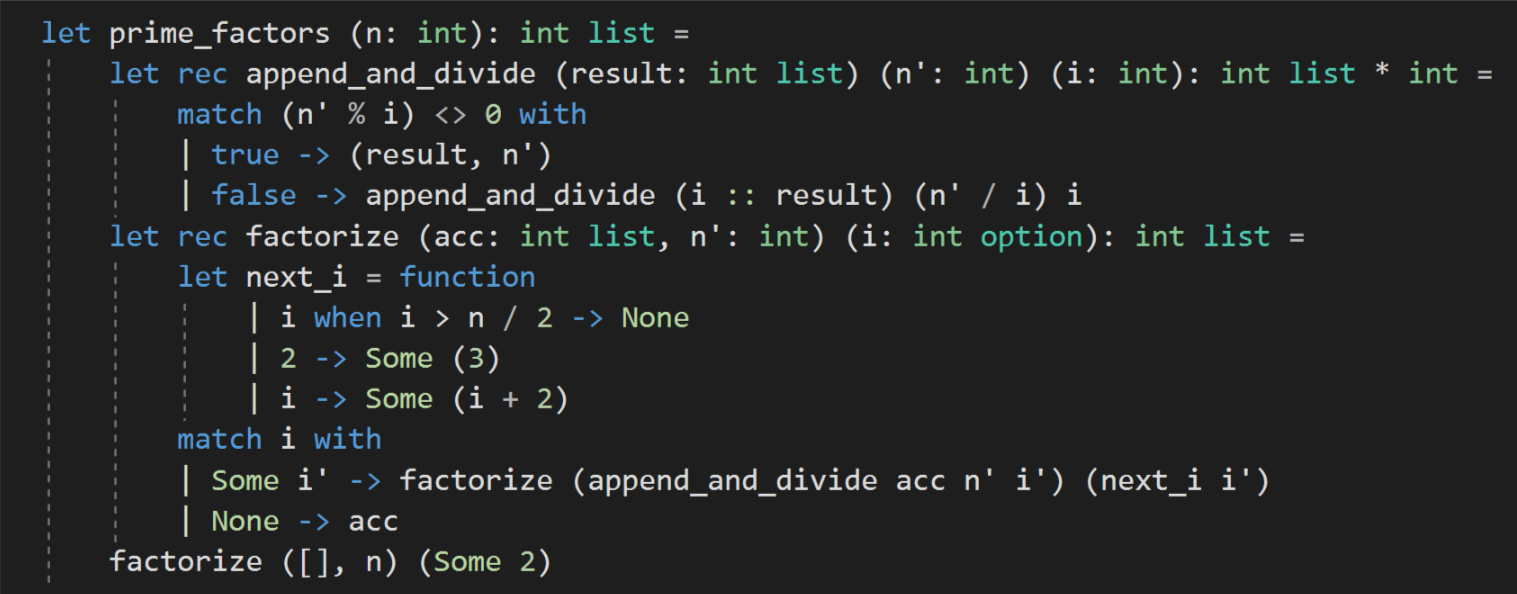 let prime_factors (n: int): int list =
    let rec append_and_divide (result: int list) (n': int) (i: int): int list * int =
        match (n' % i) <> 0 with
        | true -> (result, n')
        | false -> append_and_divide (i :: result) (n' / i) i
    let rec factorize (acc: int list, n': int) (i: int option): int list =
        let next_i = function
            | i when i > n / 2 -> None
            | 2 -> Some (3)
            | i -> Some (i + 2)
        match i with
        | Some i' -> factorize (append_and_divide acc n' i') (next_i i')
        | None -> acc
    factorize ([], n) (Some 2)